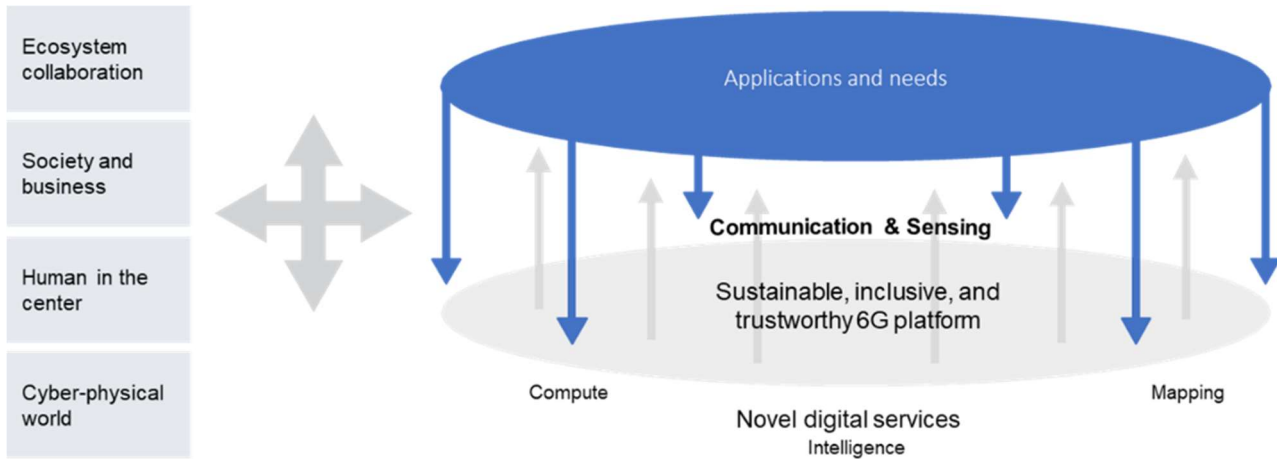 Ecosystem
collaboration
Society and
business
Human in the
center
Cyber-physical
world
Applications and needs
Communication & Sensing
Sustainable, inclusive, and
trustworthy 6G platform
Compute
Mapping
Novel digital services
Intelligence